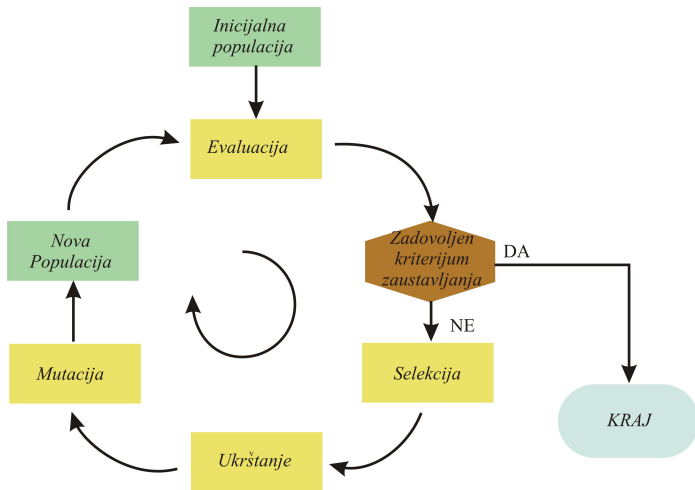 Inicijalna
populacija
Evaluacija
Zadovoljen
kriterijum
zaustavljanja
DA
NE
Selekcija
KRAJ
Ukrštanje
Mutacija
Nova
Populacija